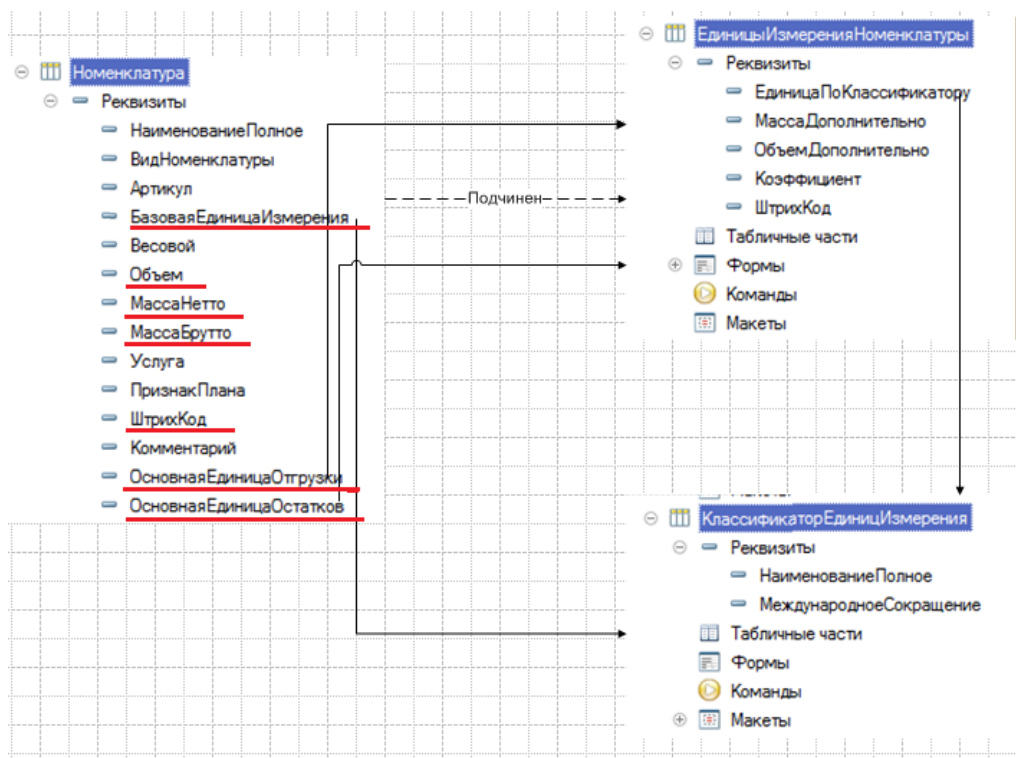 Номенклатура
Реквизиты
НаименованиеПолное
ВидНоменклатуры
Артикул
БазоваяЕдиницаИзмерения
Весовой
Объем
МассаНетто
МассаБрутто
Услуга
ПризнакПлана
ШтрихКод
Комментарий
ОсновнаяЕдиницаОтгрузки
ОсновнаяЕдиницаОстатков
Подчинен
ЕдиницыИзмеренияНоменклатуры
Реквизиты
ЕдиницаПоКлассификатору
МассаДополнительно
ОбъемДополнительно
Коэффициент
ШтрихКод
Табличные части
Формы
Команды
Макеты
КлассификаторЕдиницИзмерения
Реквизиты
НаименованиеПолное
МеждународноеСокращение
Табличные части
Формы
Команды
Макеты